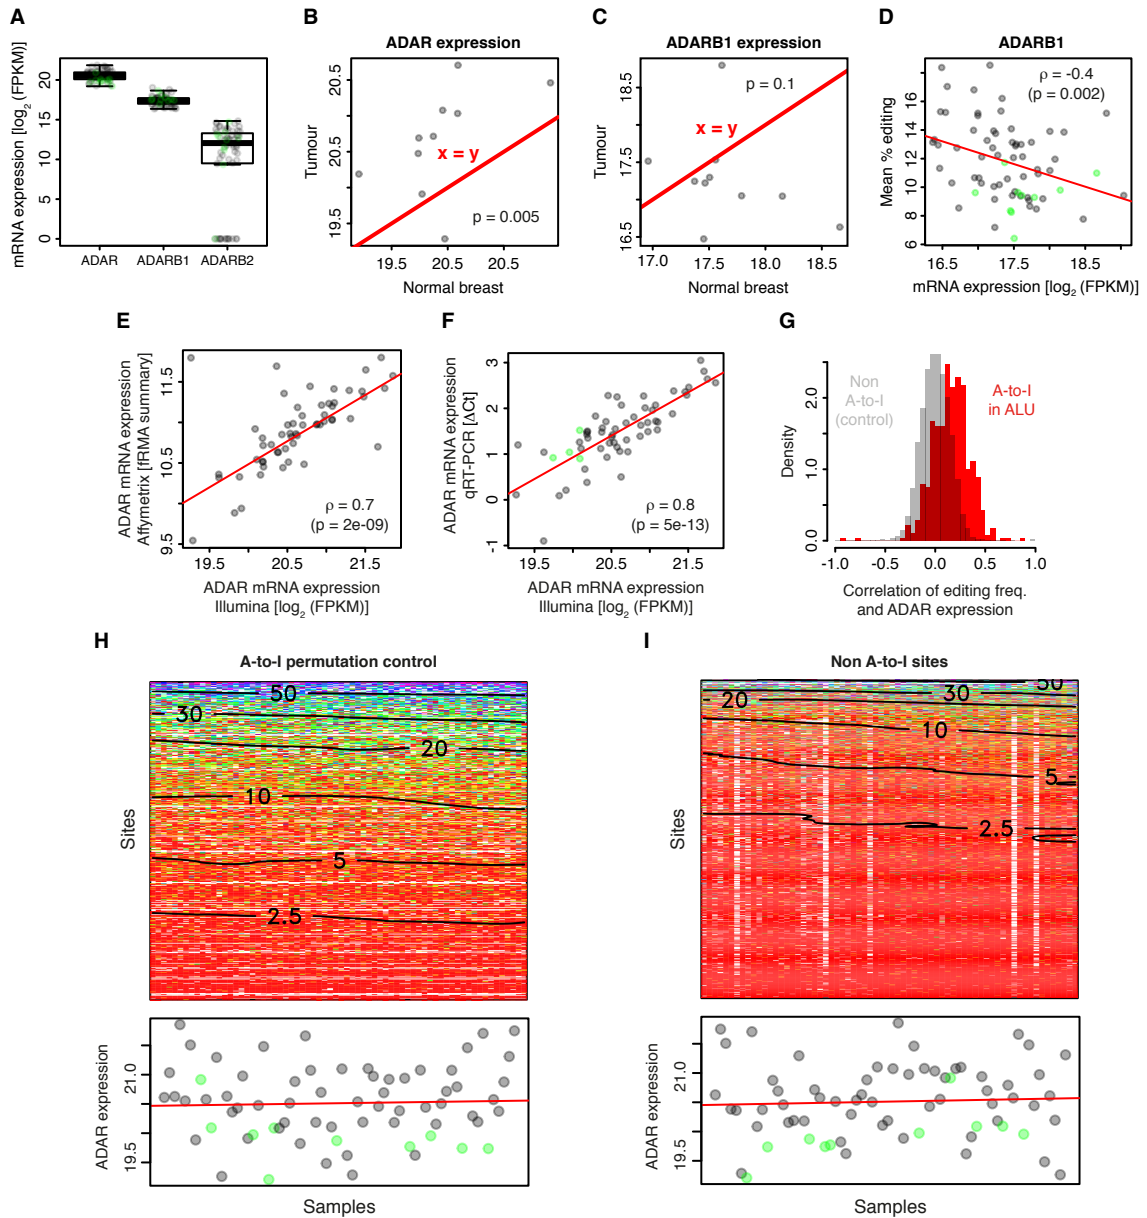 A
mRNA expression [log2 (FPKM)]
20
15
10
5
0
ADAR ADARB1 ADARB2
B
ADAR expression
Tumour
20.5
20.5
19.5
x = y
p = 0.005
19.5 20.5 20.5
Normal breast
C
ADARB1 expression
Tumour
18.5
17.5
16.5
p = 0.1
x = y
17.0 17.5 18.0 18.5
Normal breast
D
ADARB1
Mean % editing
16
14
12
10
8
6
ρ = -0.4
(p = 0.002)
16.5 17.5 18.5
mRNA expression [log2 (FPKM)]
E
ADAR mRNA expression
Affymetrix [fRMA summary]
11.5
10.5
9.5
ρ = 0.7
(p = 2e-09)
19.5 20.5 21.5
ADAR mRNA expression
Illumina [log2 (FPKM)]
F
ADAR mRNA expression
qRT-PCR [ΔCt]
3
2
1
0
-1
ρ = 0.8
(p = 5e-13)
19.5 20.5 21.5
ADAR mRNA expression
Illumina [log2 (FPKM)]
G
Density
2.0
1.0
0.0
Non
A-to-I
(control)
A-to-I
in ALU
-1.0 -0.5 0.0 0.5 1.0
Correlation of editing freq.
and ADAR expression
H
A-to-I permutation control
Sites
50
30
20
10
5
2.5
ADAR expression
21.0
19.5
Samples
I
Non A-to-I sites
Sites
50
30
20
10
5
2.5
ADAR expression
21.0
19.5
Samples